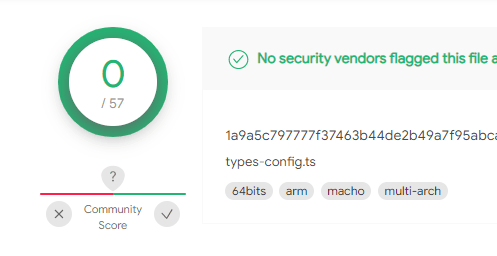 0
/ 57
?
Community
Score
No security vendors flagged this file a
1a9a5c797777f37463b44de2b49a7f95abca
types-config.ts
64bits arm macho multi-arch